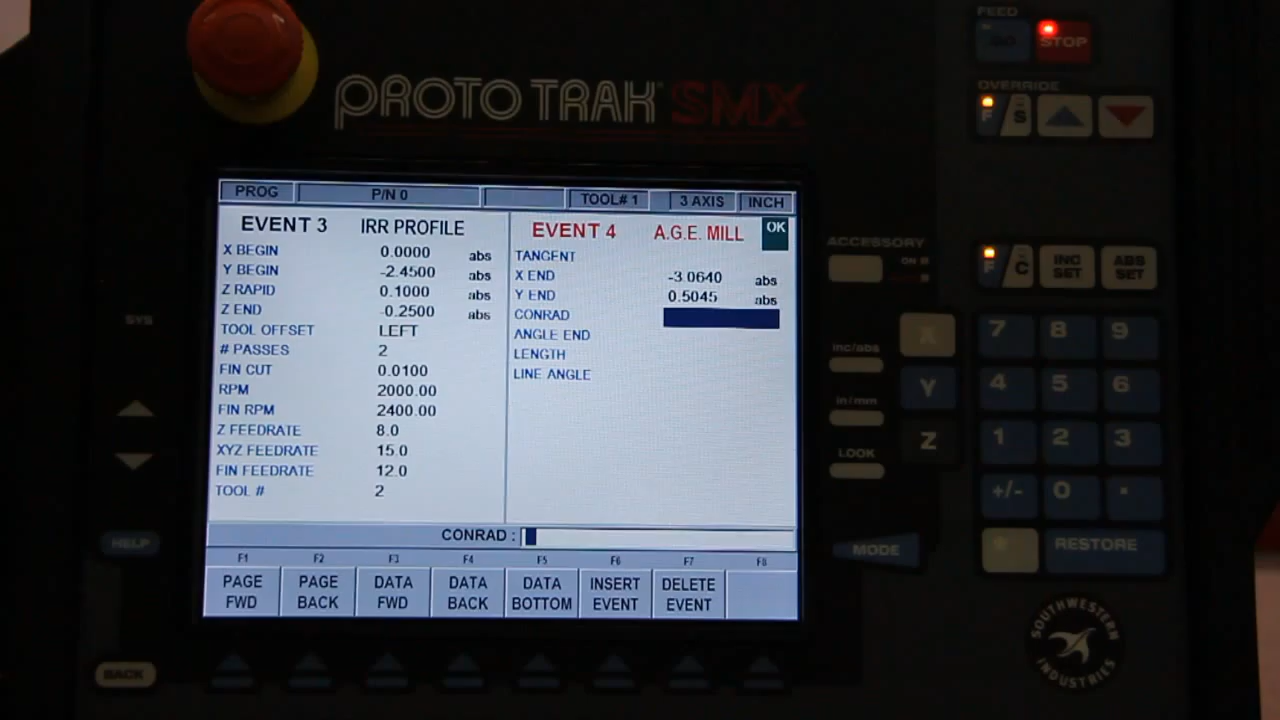 FEED
STOP
PROTO TRAK SMX
OVERRIDE
F / S
PROG P/N 0 TOOL# 1 3 AXIS INCH
EVENT 3 IRR PROFILE
X BEGIN 0.0000 abs
Y BEGIN -2.4500 abs
Z RAPID 0.1000 abs
Z END -0.2500 abs
TOOL OFFSET LEFT
# PASSES 2
FIN CUT 0.0100
RPM 2000.00
FIN RPM 2400.00
Z FEEDRATE 8.0
XYZ FEEDRATE 15.0
FIN FEEDRATE 12.0
TOOL # 2
EVENT 4 A.G.E. MILL OK
TANGENT
X END -3.0640 abs
Y END 0.5045 abs
CONRAD
ANGLE END
LENGTH
LINE ANGLE
CONRAD :
F1 F2 F3 F4 F5 F6 F7 F8
PAGE FWD
PAGE BACK
DATA FWD
DATA BACK
DATA BOTTOM
INSERT EVENT
DELETE EVENT
ACCESSORY
ON
F / C
INC SET
ABS SET
SYS
HELP
BACK
inc/abs
in/mm
LOOK
MODE
X
Y
Z
7 8 9
4 5 6
1 2 3
+/- 0 .
RESTORE
SOUTHWESTERN
INDUSTRIES